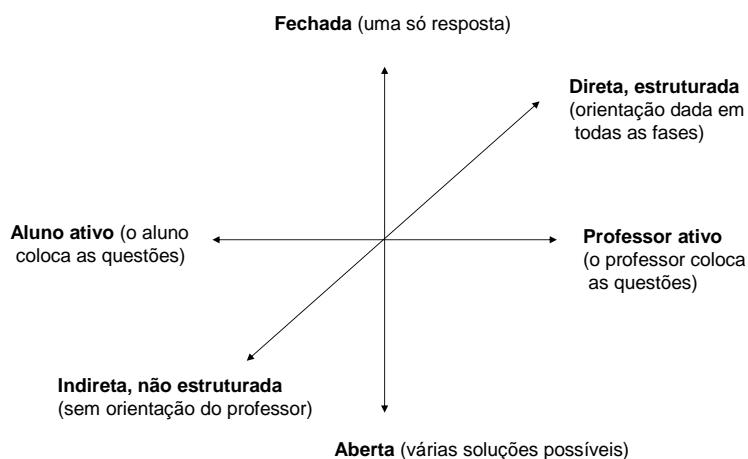 Fechada (uma só resposta)
Direta, estruturada
(orientação dada em
todas as fases)
Aluno ativo (o aluno
coloca as questões)
Professor ativo
(o professor coloca
as questões)
Indireta, não estruturada
(sem orientação do professor)
Aberta (várias soluções possíveis)